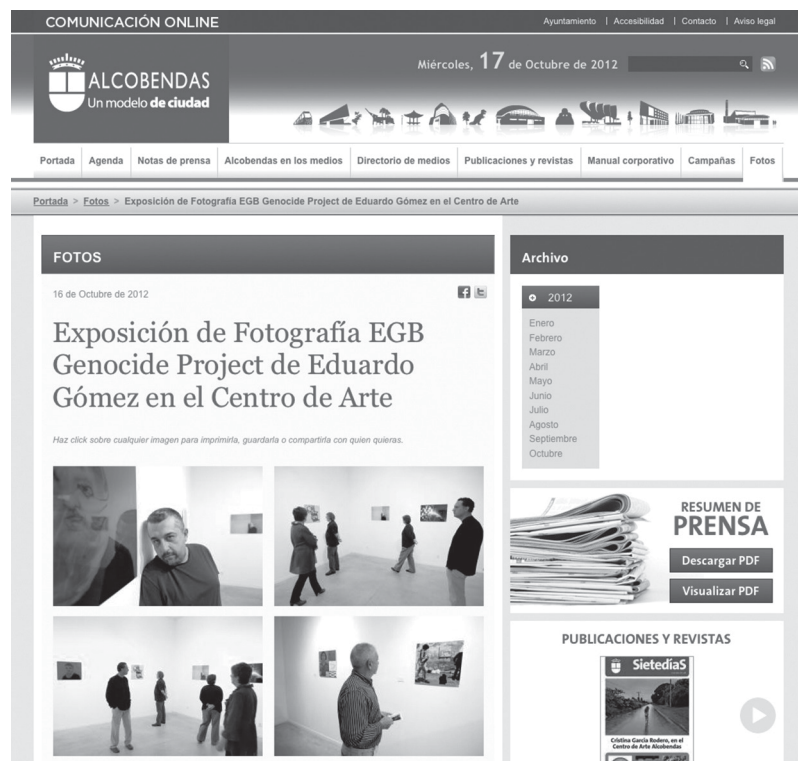 COMUNICACIÓN ONLINE
Ayuntamiento | Accesibilidad | Contacto | Aviso legal
Miércoles, 17 de Octubre de 2012
ALCOBENDAS
Un modelo de ciudad
Portada Agenda Notas de prensa Alcobendas en los medios Directorio de medios Publicaciones y revistas Manual corporativo Campañas Fotos
Portada > Fotos > Exposición de Fotografía EGB Genocide Project de Eduardo Gómez en el Centro de Arte
FOTOS
16 de Octubre de 2012
Exposición de Fotografía EGB
Genocide Project de Eduardo
Gómez en el Centro de Arte
Haz click sobre cualquier imagen para imprimirla, guardarla o compartirla con quien quieras.
Archivo
2012
Enero
Febrero
Marzo
Abril
Mayo
Junio
Julio
Agosto
Septiembre
Octubre
RESUMEN DE
PRENSA
Descargar PDF
Visualizar PDF
PUBLICACIONES Y REVISTAS
SietedíaS
Cristina García Rodero, en el
Centro de Arte Alcobendas